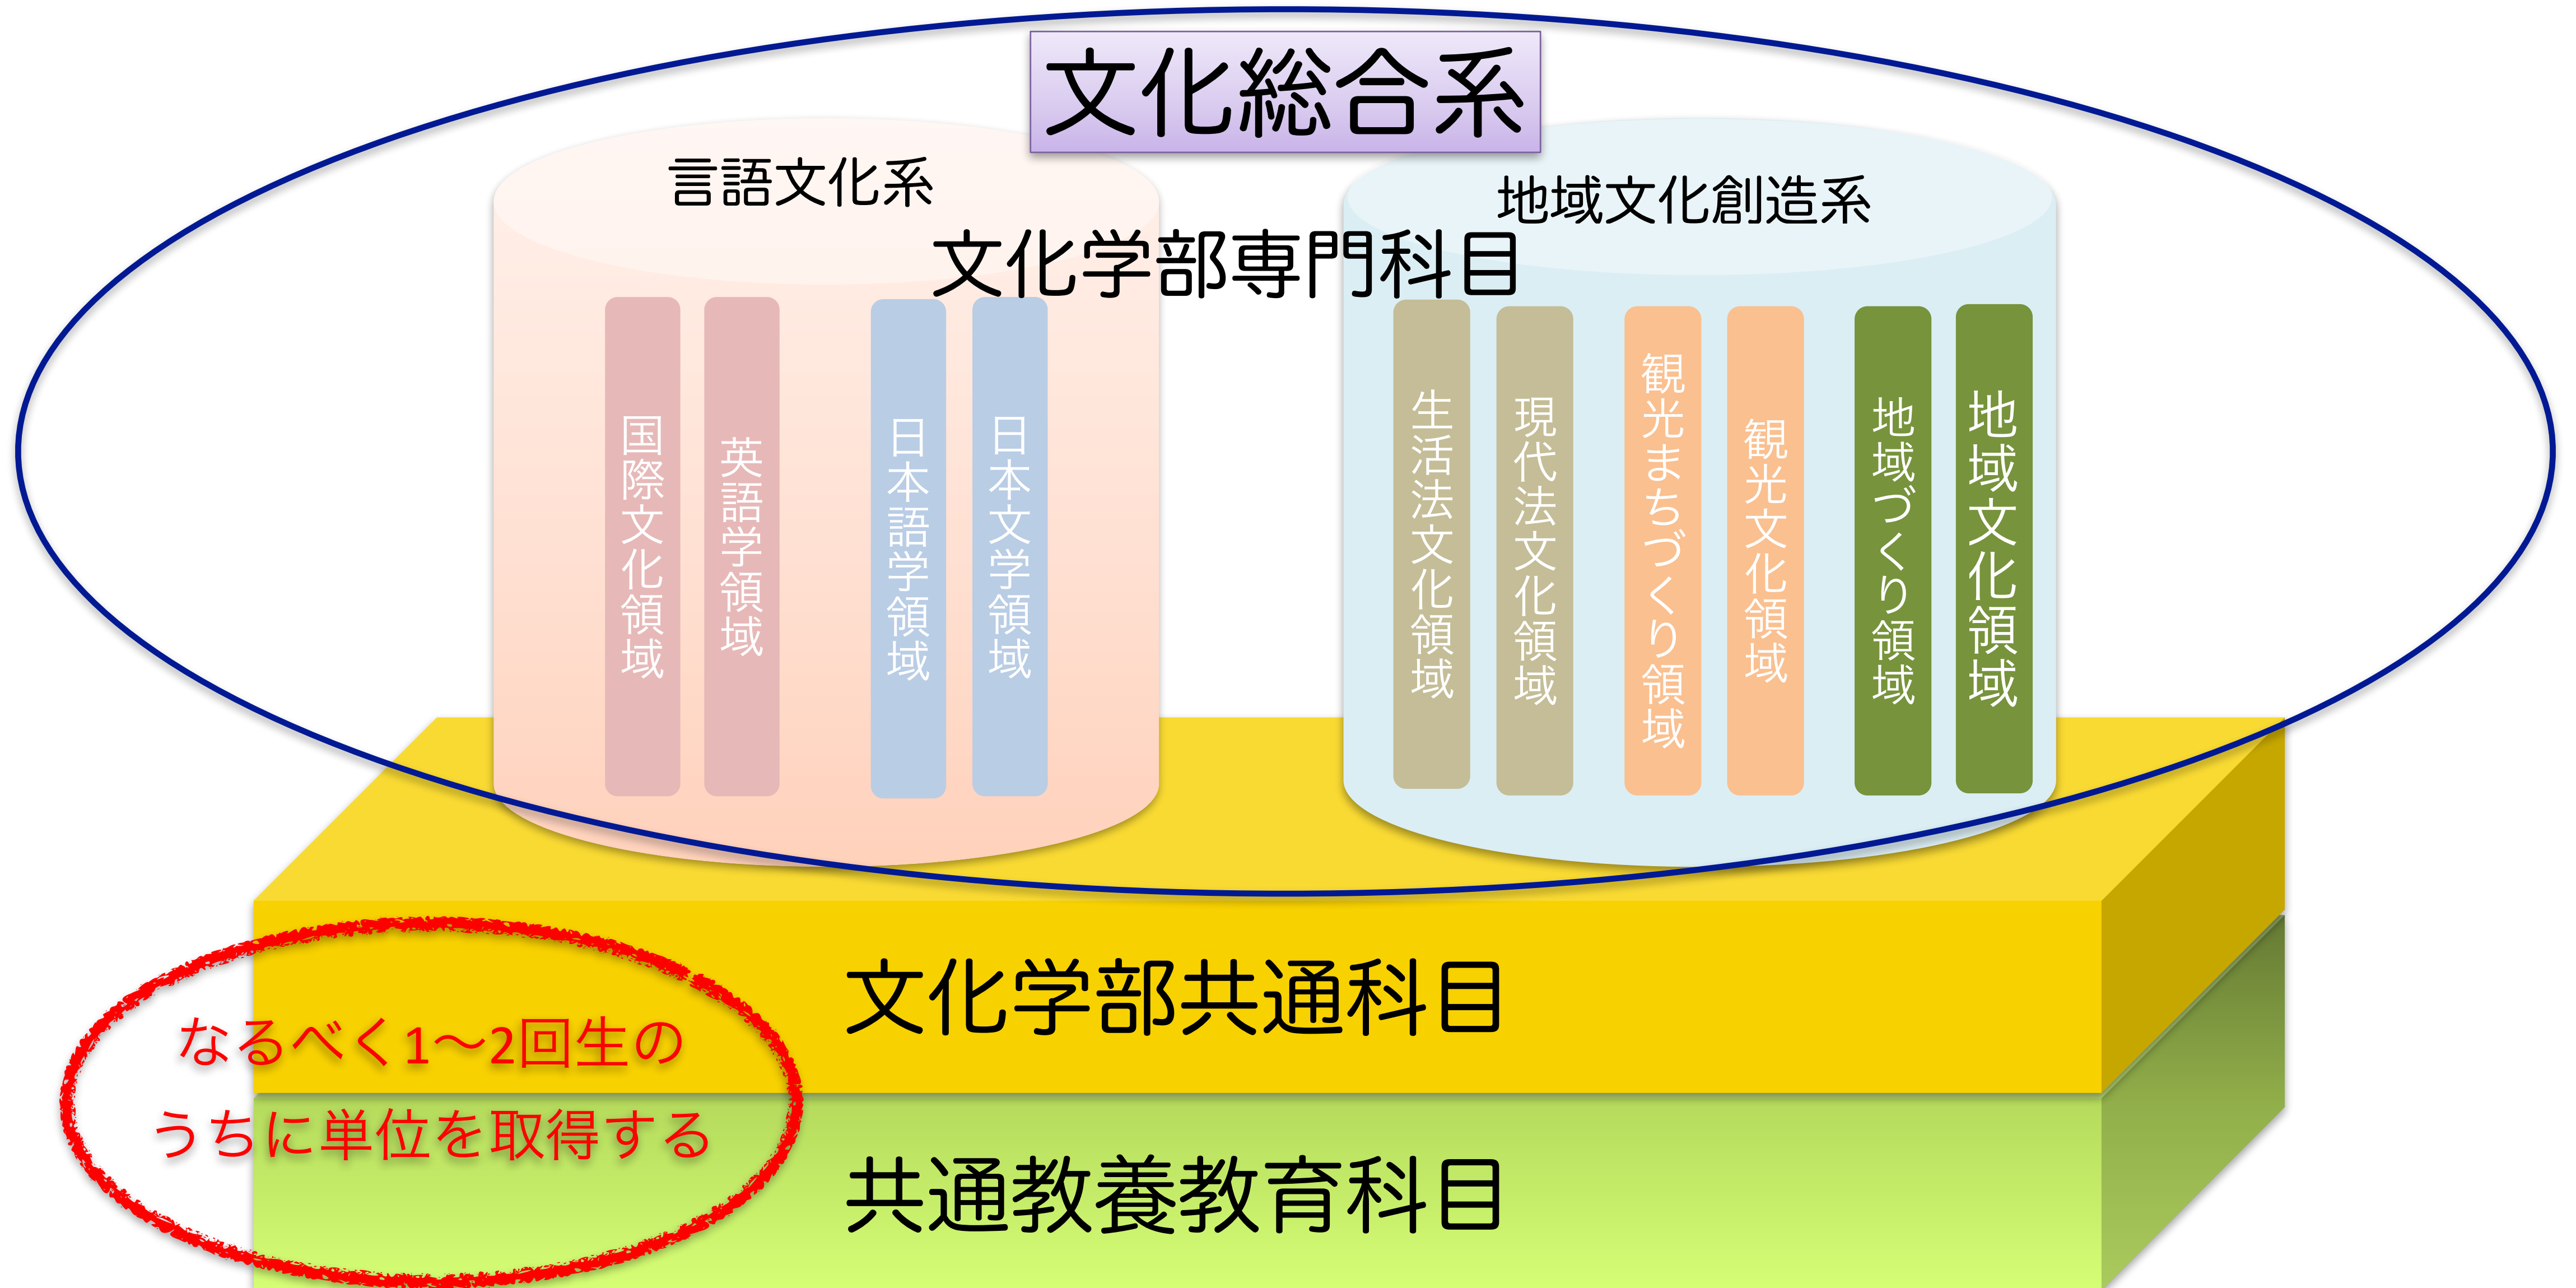 文化総合系
言語文化系
地域文化創造系
文化学部専門科目
国際文化領域
英語学領域
日本語学領域
日本文学領域
生活法文化領域
現代法文化領域
観光まちづくり領域
観光文化領域
地域づくり領域
地域文化領域
文化学部共通科目
なるべく1〜2回生の
うちに単位を取得する
共通教養教育科目